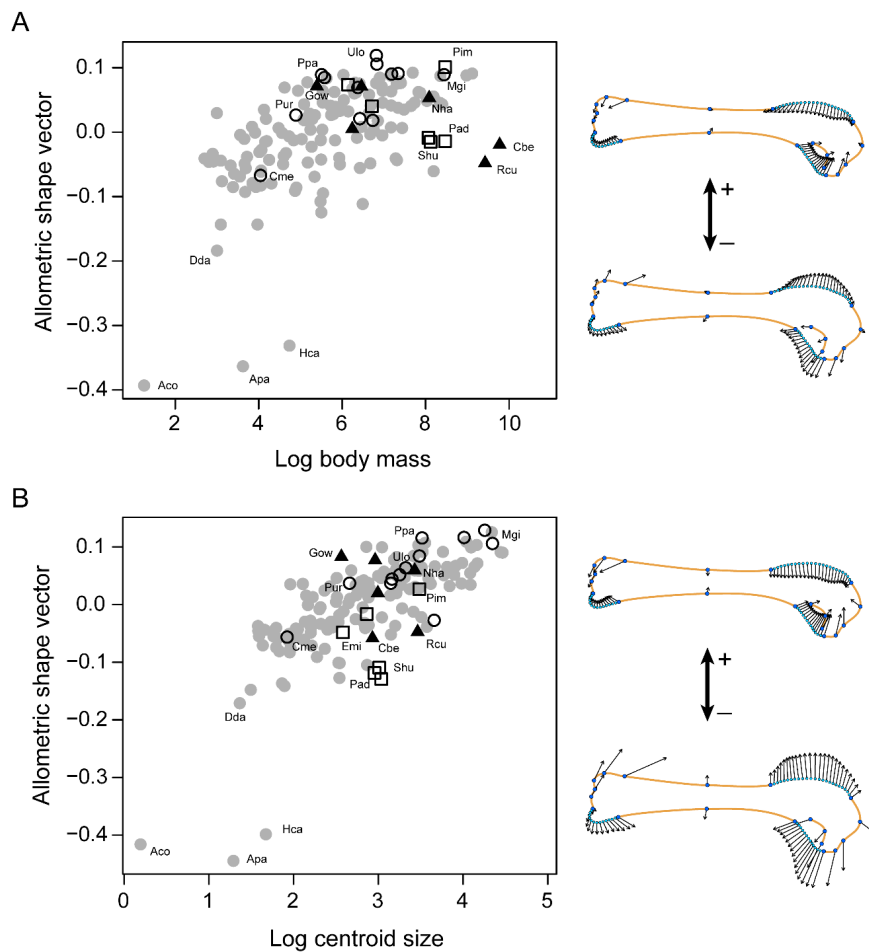 A
Allometric shape vector
0.1
0.0
−0.1
−0.2
−0.3
−0.4
Ulo
Pim
Ppa
Mgi
Gow
Nha
Pur
Pad
Cbe
Shu
Rcu
Cme
Dda
Hca
Apa
Aco
2 4 6 8 10
Log body mass
+
−
B
Allometric shape vector
0.1
0.0
−0.1
−0.2
−0.3
−0.4
Ppa
Mgi
Gow
Ulo
Nha
Pur
Pim
Cme
Emi
Cbe
Rcu
Shu
Pad
Dda
Hca
Aco
Apa
0 1 2 3 4 5
Log centroid size
+
−